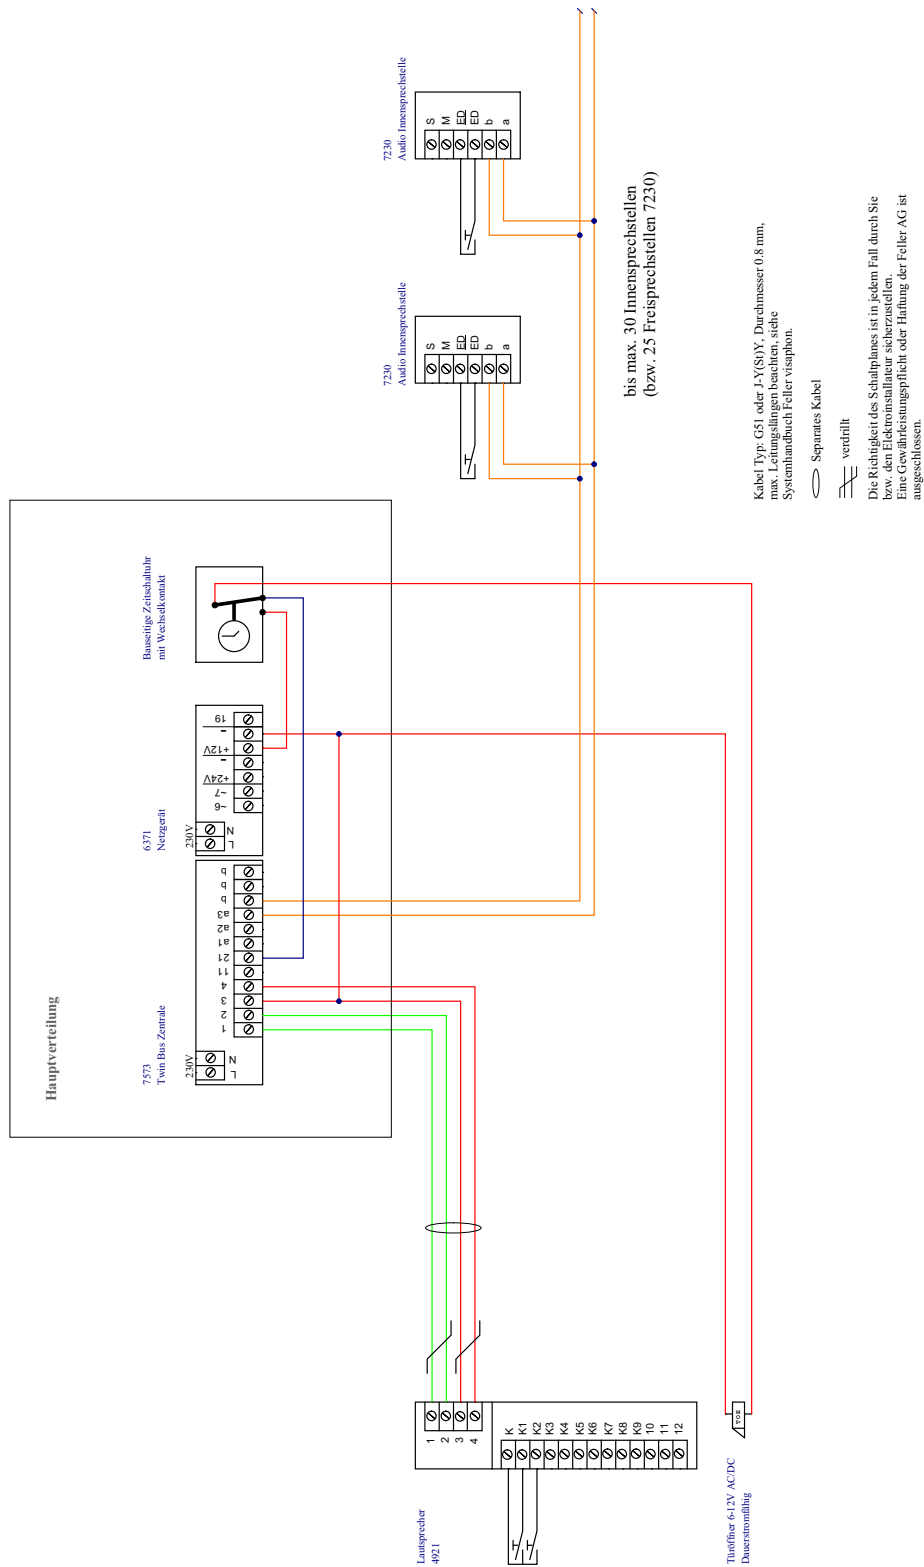 Hauptverteilung
7573
Twin Bus Zentrale
230V
L
N
1
2
3
4
11
21
a1
a2
a3
b
b
b
6371
Netzgerät
230V
L
N
~6
~7
+24V
–
+12V
–
19
Bauseitige Zeitschaltuhr
mit Wechselkontakt
7230
Audio Innensprechstelle
S
M
ED
ED
b
a
7230
Audio Innensprechstelle
S
M
ED
ED
b
a
bis max. 30 Innensprechstellen
(bzw. 25 Freisprechstellen 7230)
Lautsprecher
4921
1
2
3
4
K
K1
K2
K3
K4
K5
K6
K7
K8
K9
10
11
12
Türöffner 6-12V AC/DC
Dauerstromfähig
TOE
Kabel Typ: G51 oder J-Y(St)Y, Durchmesser 0.8 mm,
max. Leitungslängen beachten, siehe
Systemhandbuch Feller visaphon.
Separates Kabel
verdrillt
Die Richtigkeit des Schaltplanes ist in jedem Fall durch Sie
bzw. den Elektroinstallateur sicherzustellen.
Eine Gewährleistungspflicht oder Haftung der Feller AG ist
ausgeschlossen.